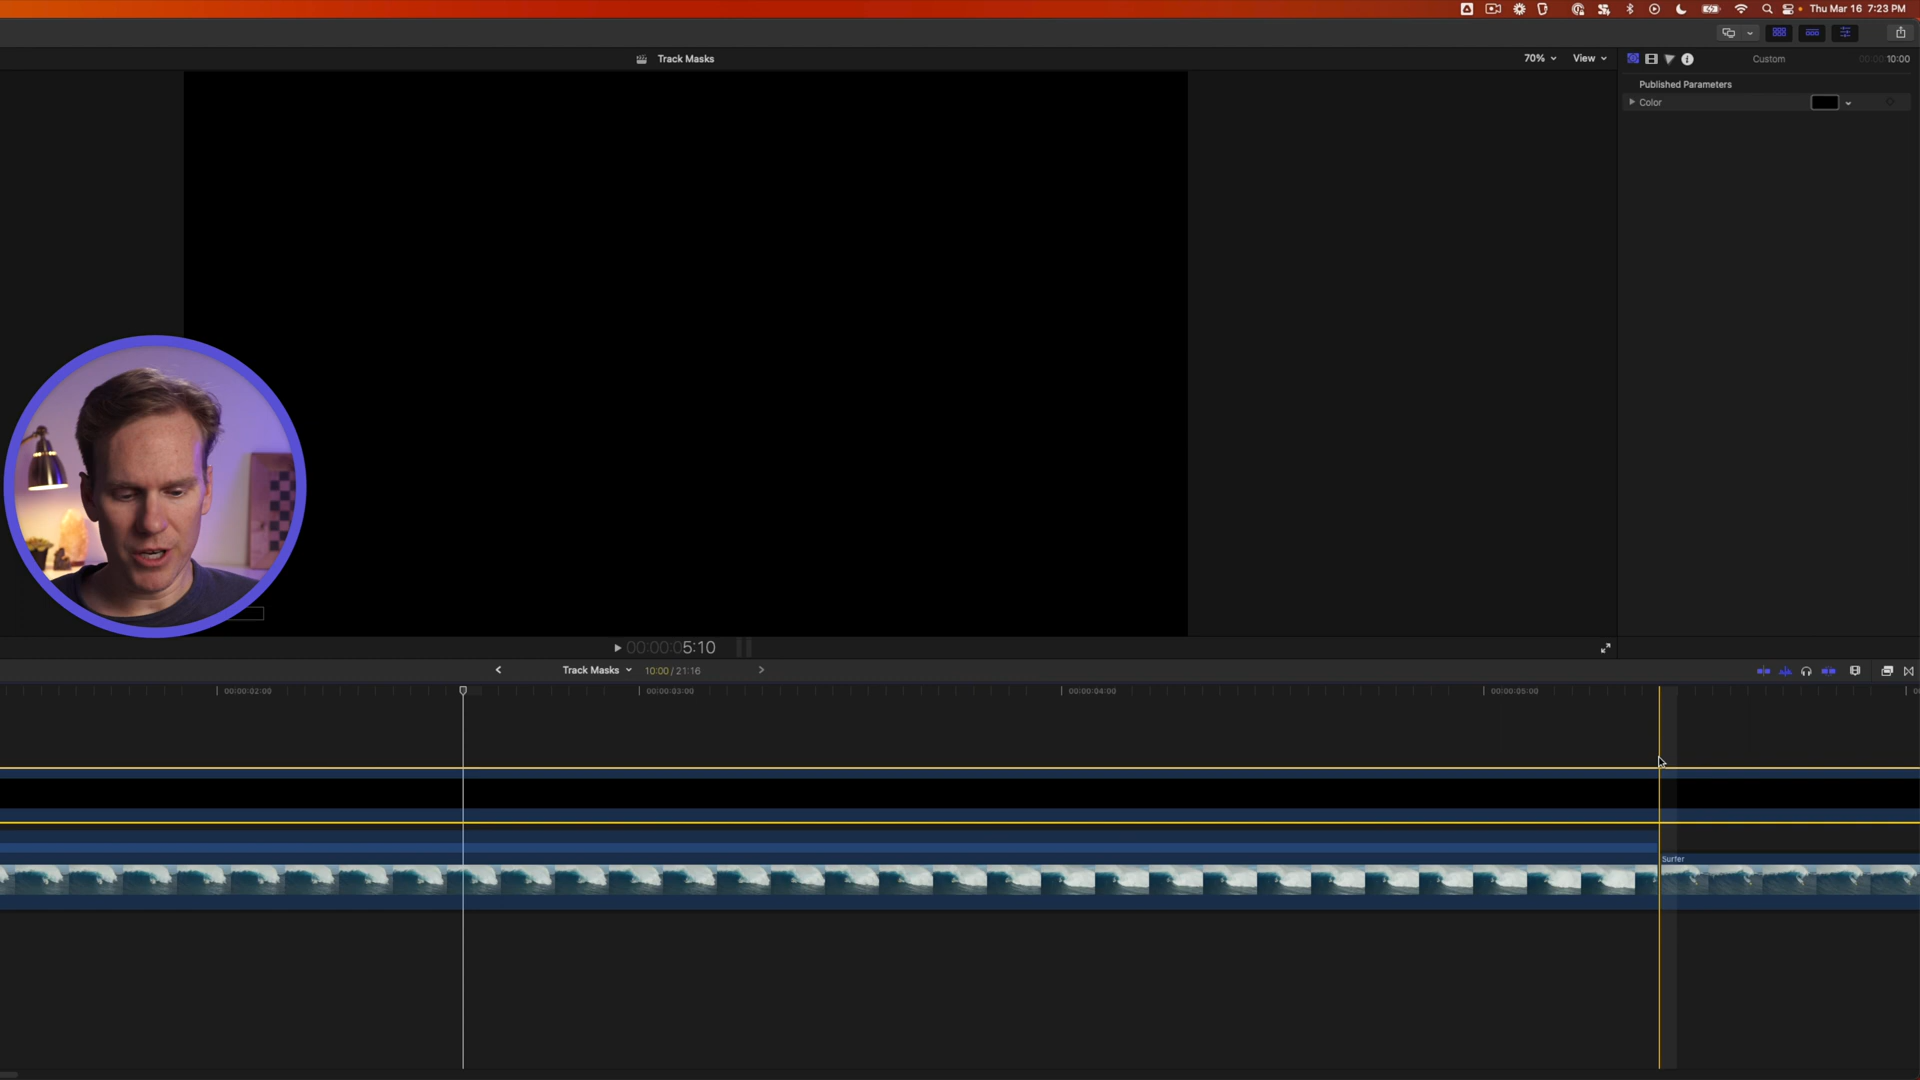 Thu Mar 16 7:23 PM
Track Masks
70%
View
Custom
00:00:10:00
Published Parameters
Color
00:00:05:10
Track Masks
10:00 / 21:16
00:00:02:00
00:00:03:00
00:00:04:00
00:00:05:00
Surfer